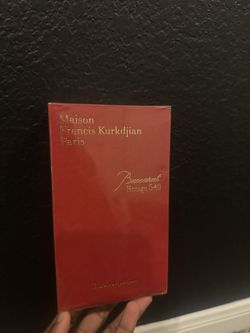 Maison
Francis Kurkdjian
Paris
Baccarat
Rouge 540